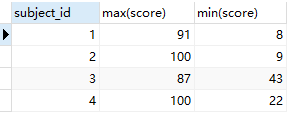 subject_id max(score) min(score)
1 91 8
2 100 9
3 87 43
4 100 22